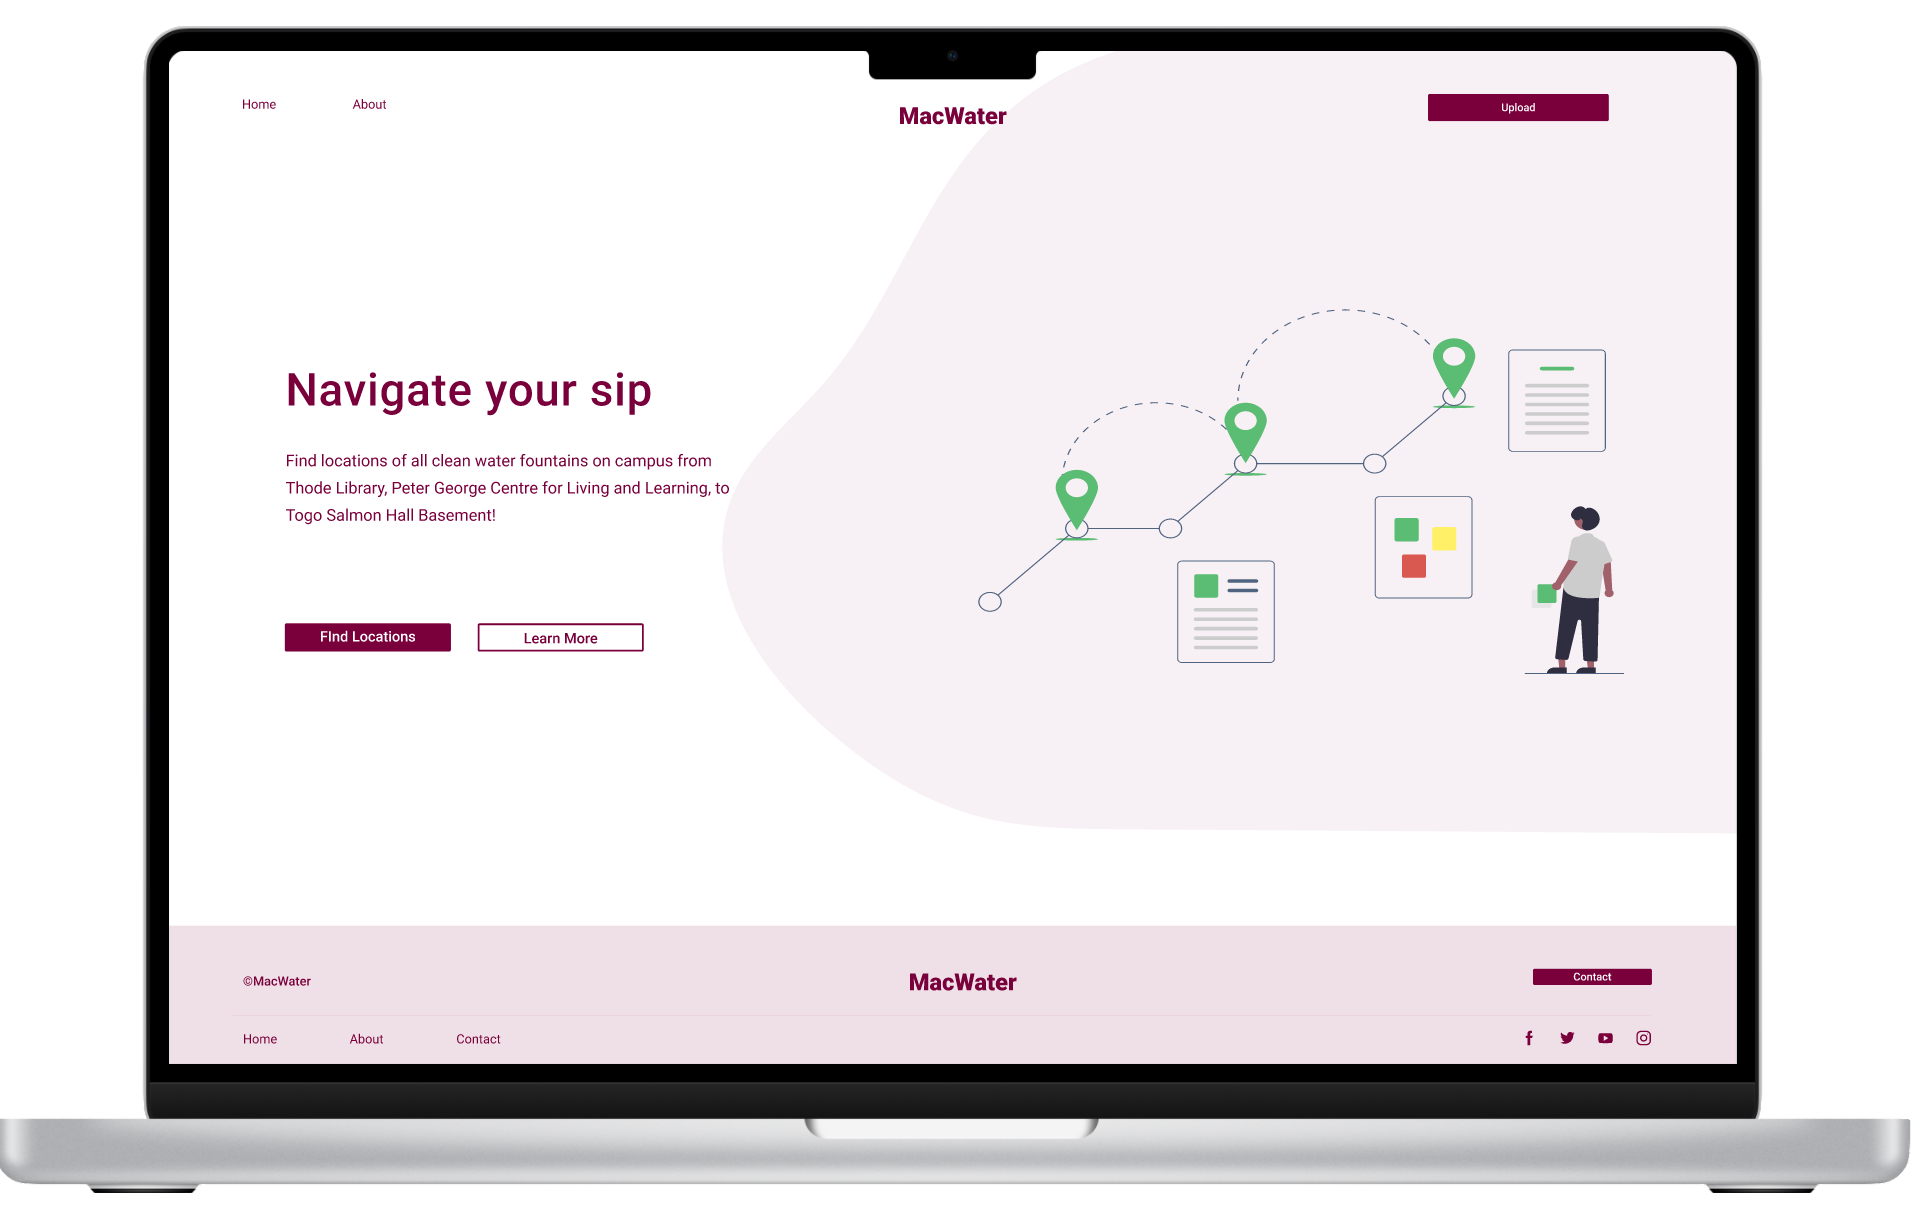 Home
About
MacWater
Upload
Navigate your sip
Find locations of all clean water fountains on campus from
Thode Library, Peter George Centre for Living and Learning, to
Togo Salmon Hall Basement!
FInd Locations
Learn More
©MacWater
MacWater
Contact
Home
About
Contact